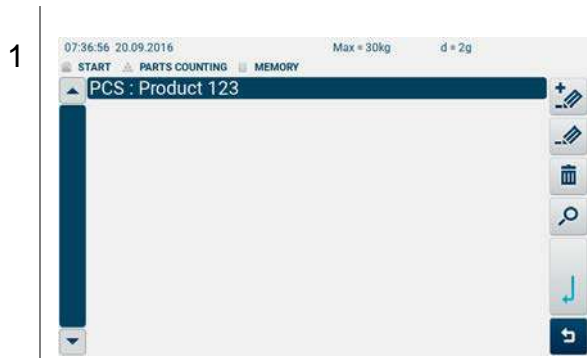 1
07:36:56 20.09.2016 Max = 30kg d = 2g
START PARTS COUNTING MEMORY
PCS : Product 123